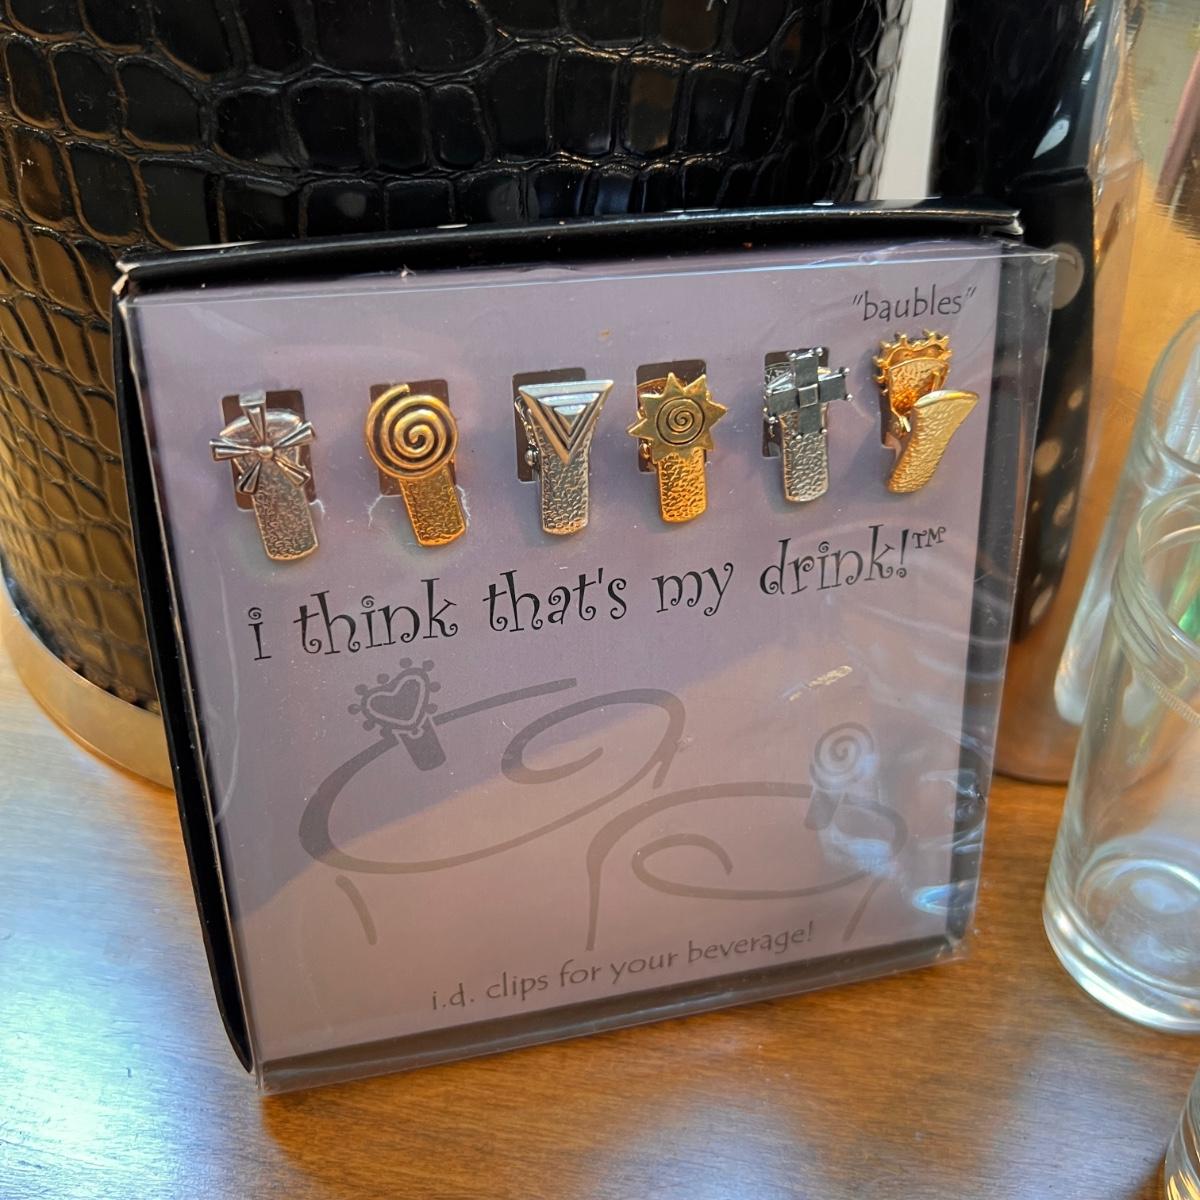 "baubles"
i think that's my drink!™
i.d. clips for your beverage!